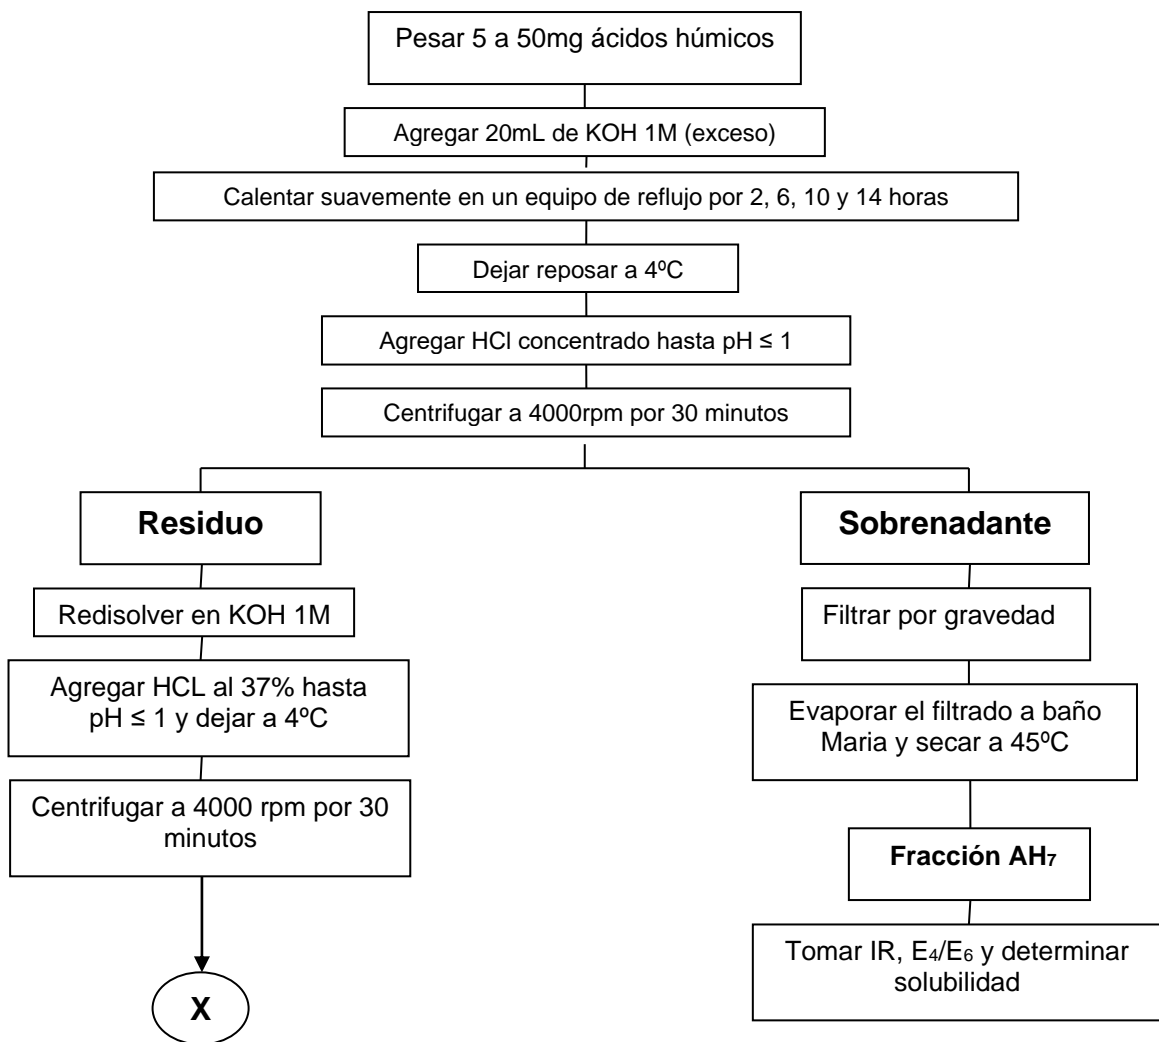 Pesar 5 a 50mg ácidos húmicos
Agregar 20mL de KOH 1M (exceso)
Calentar suavemente en un equipo de reflujo por 2, 6, 10 y 14 horas
Dejar reposar a 4ºC
Agregar HCl concentrado hasta pH ≤ 1
Centrifugar a 4000rpm por 30 minutos
Residuo
Redisolver en KOH 1M
Agregar HCL al 37% hasta
pH ≤ 1 y dejar a 4ºC
Centrifugar a 4000 rpm por 30
minutos
X
Sobrenadante
Filtrar por gravedad
Evaporar el filtrado a baño
Maria y secar a 45ºC
Fracción AH₇
Tomar IR, E₄/E₆ y determinar
solubilidad